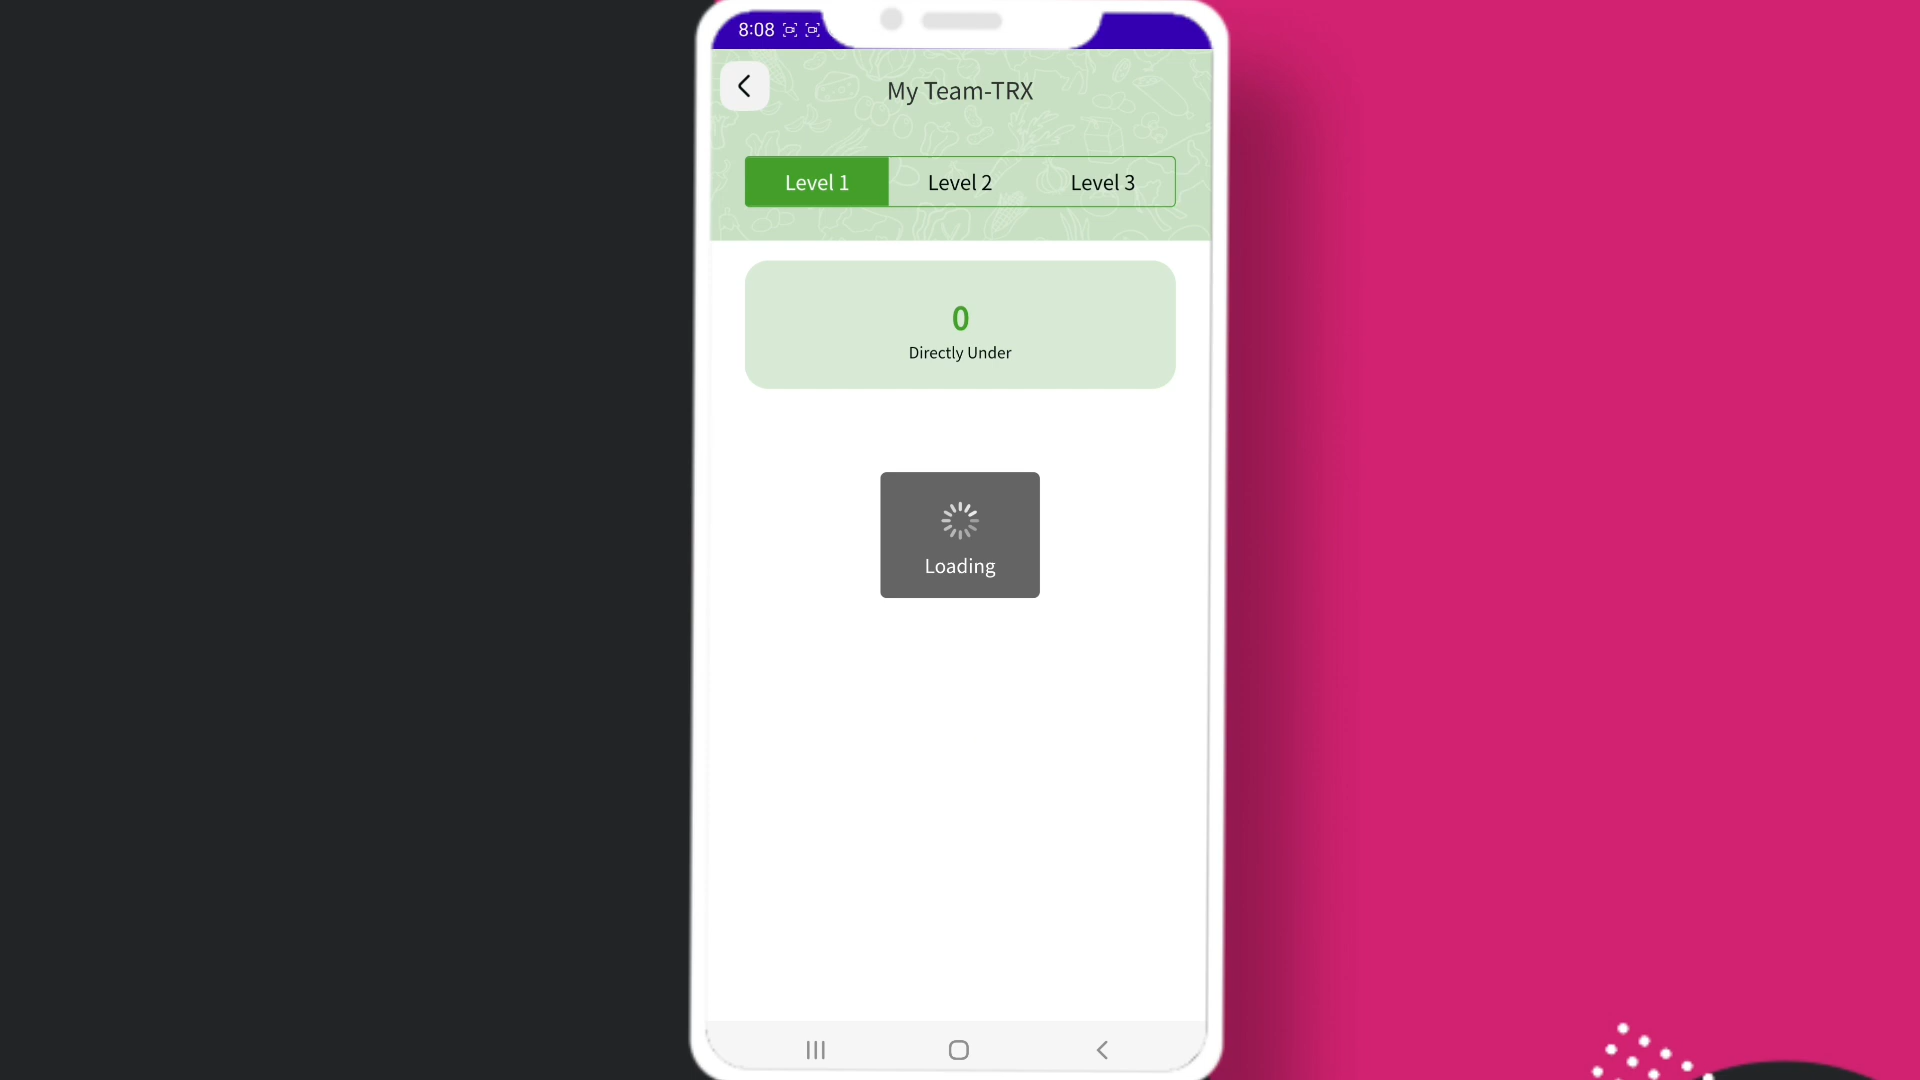 8:08
My Team-TRX
Level 1
Level 2
Level 3
0
Directly Under
Loading